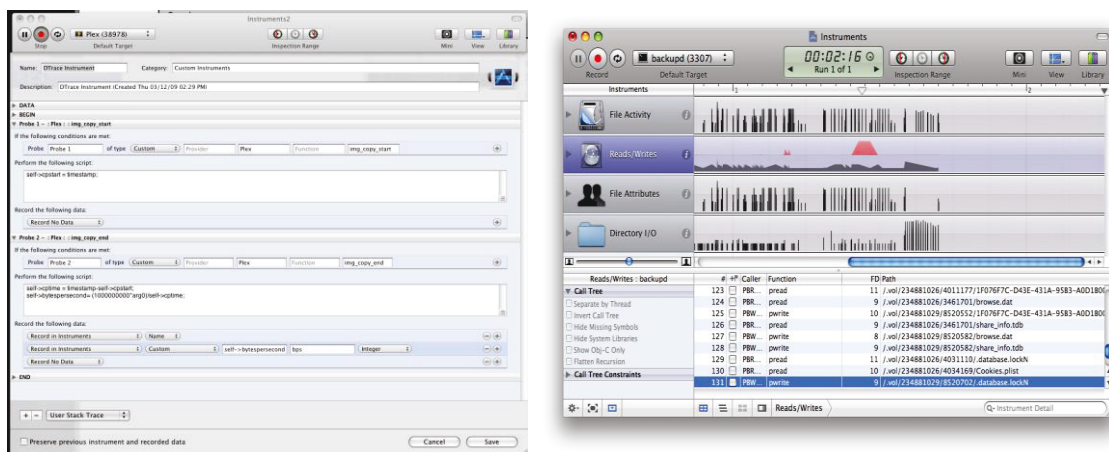 Instruments2
Plex (38978)
Stop
Default Target
Inspection Range
Mini
View
Library
Name: DTrace Instrument
Category: Custom Instruments
Description: DTrace Instrument (Created Thu 03/12/09 02:29 PM)
DATA
BEGIN
Probe 1 - : Plex : : img_copy_start
If the following conditions are met:
Probe Probe 1 of type Custom Provider Plex Function img_copy_start
Perform the following script:
self->cpstart = timestamp;
Record the following data:
Record No Data
Probe 2 - : Plex : : img_copy_end
If the following conditions are met:
Probe Probe 2 of type Custom Provider Plex Function img_copy_end
Perform the following script:
self->cptime = timestamp-self->cpstart;
self->bytespersecond= (1000000000*arg0)/self->cptime;
Record the following data:
Record in Instruments Name
Record in Instruments Custom self->bytespersecond bps Integer
Record No Data
END
User Stack Trace
Preserve previous instrument and recorded data
Cancel
Save
Instruments
backupd (3307)
00:02:16
Run 1 of 1
Record
Default Target
Inspection Range
Mini
View
Library
Instruments
File Activity
Reads/Writes
File Attributes
Directory I/O
Reads/Writes : backupd
# Caller Function FD Path
Call Tree
Separate by Thread
Invert Call Tree
Hide Missing Symbols
Hide System Libraries
Show Obj-C Only
Flatten Recursion
Call Tree Constraints
123 PBR... pread 11 /.vol/234881026/4011177/1F076F7C-D43E-431A-95B3-A0D1B00
124 PBR... pread 9 /.vol/234881026/3461701/browse.dat
125 PBW... pwrite 10 /.vol/234881029/8520552/1F076F7C-D43E-431A-95B3-A0D1B00
126 PBR... pread 9 /.vol/234881026/3461701/share_info.tdb
127 PBW... pwrite 8 /.vol/234881029/8520582/browse.dat
128 PBW... pwrite 9 /.vol/234881029/8520582/share_info.tdb
129 PBR... pread 11 /.vol/234881026/4031110/.database.lockN
130 PBR... pread 10 /.vol/234881026/4034169/Cookies.plist
131 PBW... pwrite 9 /.vol/234881029/8520702/.database.lockN
Reads/Writes
Instrument Detail